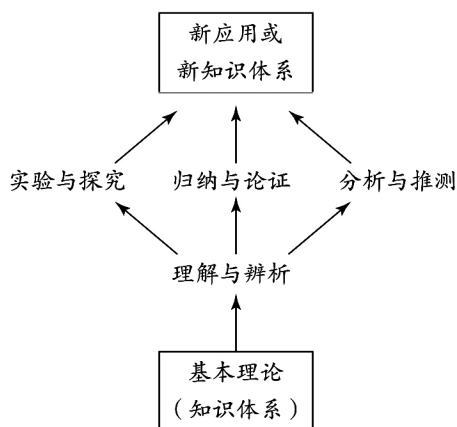 新应用或
新知识体系
实验与探究 归纳与论证 分析与推测
理解与辨析
基本理论
（知识体系）